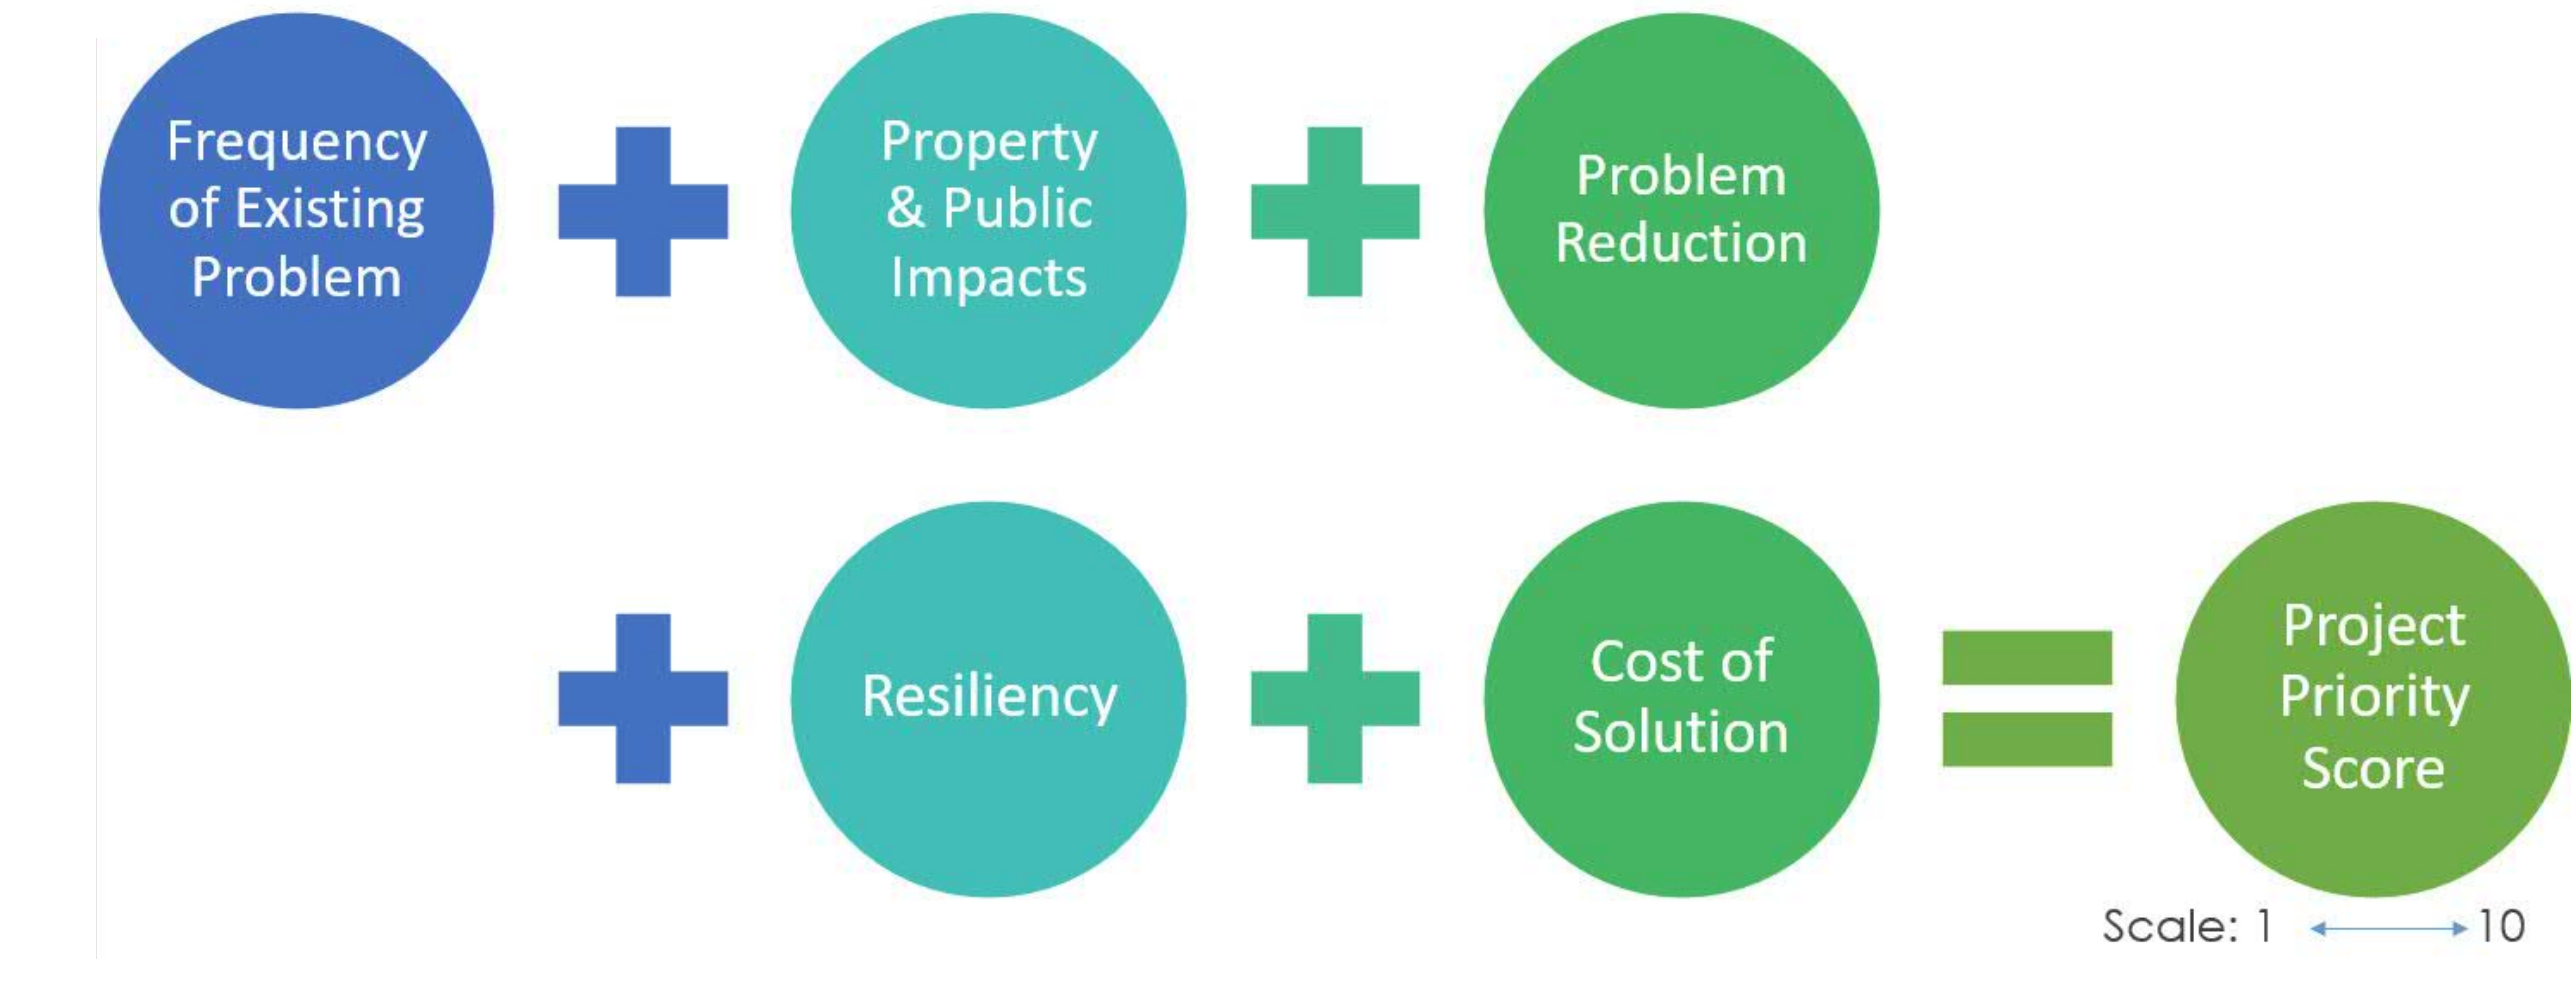 Frequency
of Existing
Problem
Property
& Public
Impacts
Problem
Reduction
Resiliency
Cost of
Solution
Project
Priority
Score
Scale: 1 10